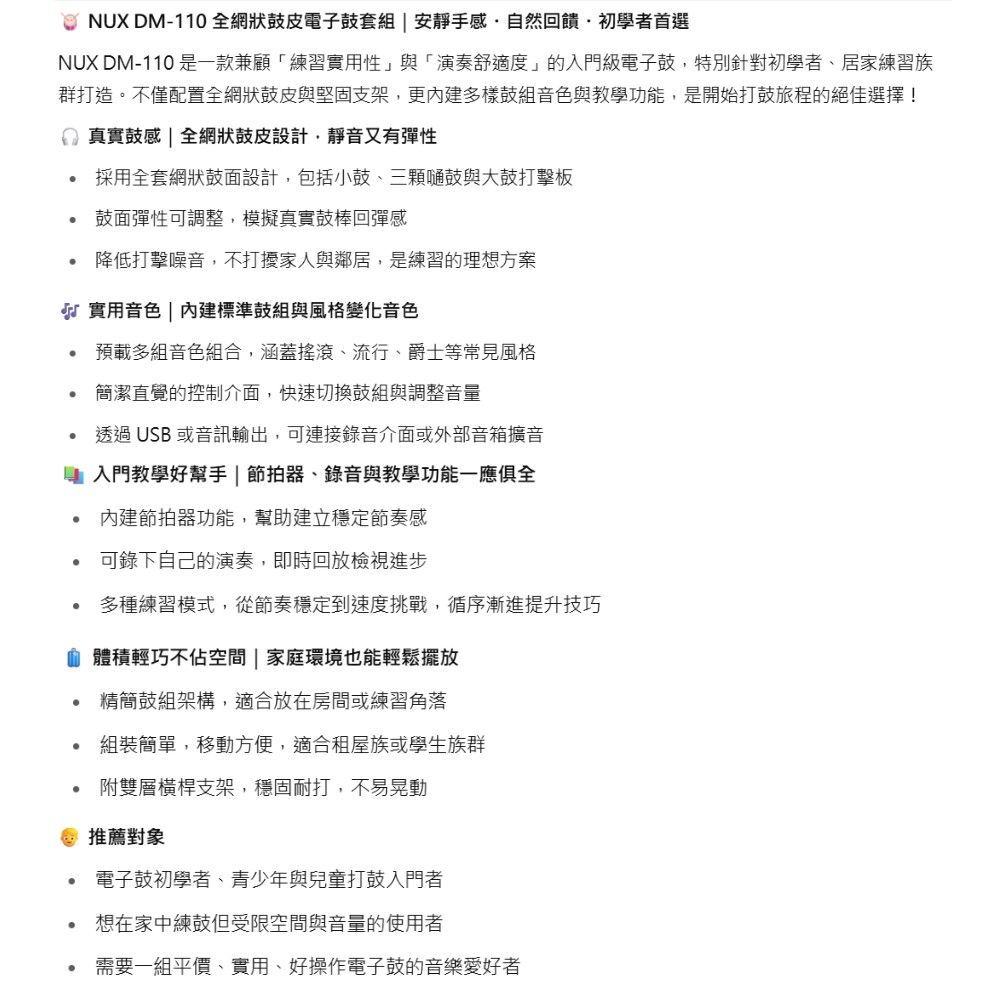 NUX DM-110 全網狀鼓皮電子鼓套組｜安靜手感・自然回饋・初學者首選
NUX DM-110 是一款兼顧「練習實用性」與「演奏舒適度」的入門級電子鼓，特別針對初學者、居家練習族
群打造。不僅配置全網狀鼓皮與堅固支架，更內建多樣鼓組音色與教學功能，是開始打鼓旅程的絕佳選擇！
🎧 真實鼓感｜全網狀鼓皮設計・靜音又有彈性
• 採用全套網狀鼓面設計，包括小鼓、三顆嗵鼓與大鼓打擊板
• 鼓面彈性可調整，模擬真實鼓棒回彈感
• 降低打擊噪音，不打擾家人與鄰居，是練習的理想方案
🎶 實用音色｜內建標準鼓組與風格變化音色
• 預載多組音色組合，涵蓋搖滾、流行、爵士等常見風格
• 簡潔直覺的控制介面，快速切換鼓組與調整音量
• 透過 USB 或音訊輸出，可連接錄音介面或外部音箱擴音
📚 入門教學好幫手｜節拍器、錄音與教學功能一應俱全
• 內建節拍器功能，幫助建立穩定節奏感
• 可錄下自己的演奏，即時回放檢視進步
• 多種練習模式，從節奏穩定到速度挑戰，循序漸進提升技巧
🧳 體積輕巧不佔空間｜家庭環境也能輕鬆擺放
• 精簡鼓組架構，適合放在房間或練習角落
• 組裝簡單，移動方便，適合租屋族或學生族群
• 附雙層橫桿支架，穩固耐打，不易晃動
🧒 推薦對象
• 電子鼓初學者、青少年與兒童打鼓入門者
• 想在家中練鼓但受限空間與音量的使用者
• 需要一組平價、實用、好操作電子鼓的音樂愛好者